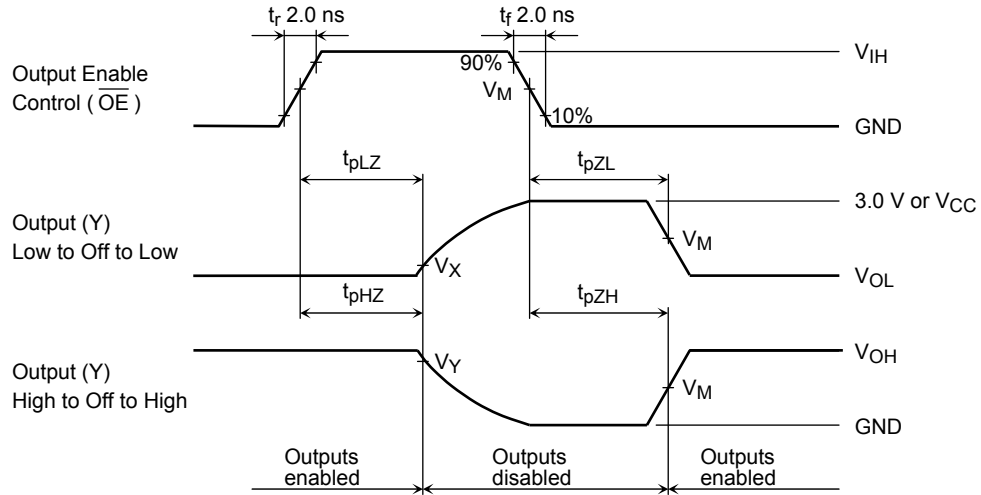 tr 2.0 ns
tf 2.0 ns
Output Enable
Control ( OE )
90%
VM
10%
VIH
GND
tpLZ
tpZL
3.0 V or VCC
Output (Y)
Low to Off to Low
VX
VM
VOL
tpHZ
tpZH
Output (Y)
High to Off to High
VY
VM
VOH
GND
Outputs
enabled
Outputs
disabled
Outputs
enabled